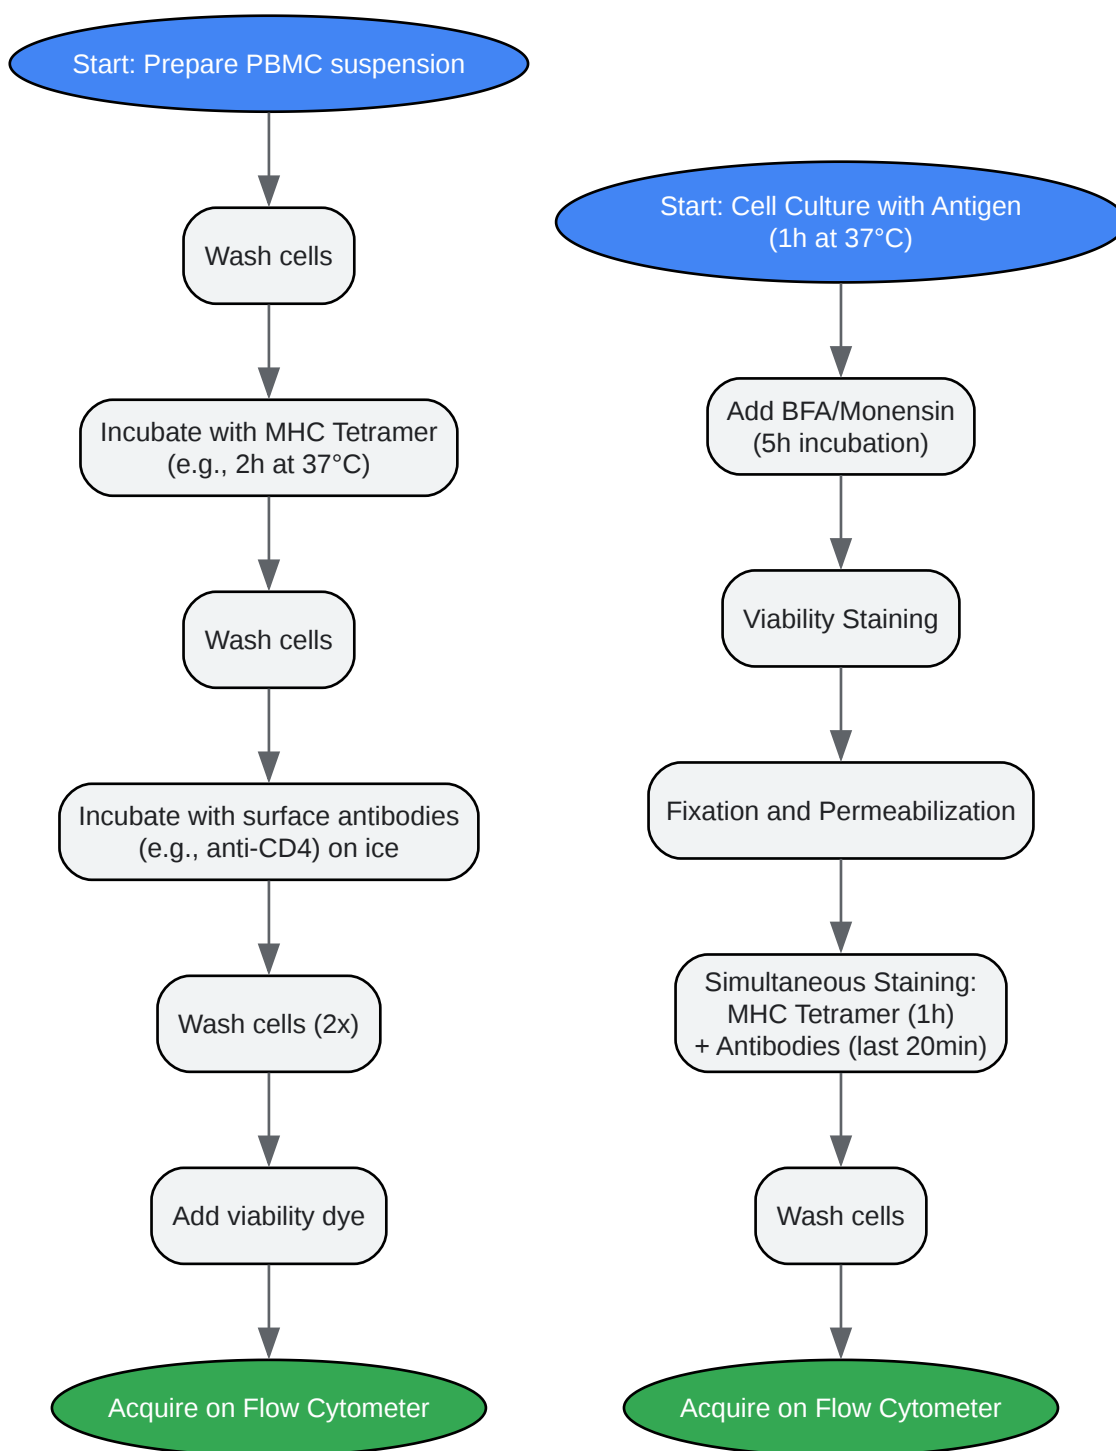 Start: Prepare PBMC suspension
Wash cells
Incubate with MHC Tetramer
(e.g., 2h at 37°C)
Wash cells
Incubate with surface antibodies
(e.g., anti-CD4) on ice
Wash cells (2x)
Add viability dye
Acquire on Flow Cytometer
Start: Cell Culture with Antigen
(1h at 37°C)
Add BFA/Monensin
(5h incubation)
Viability Staining
Fixation and Permeabilization
Simultaneous Staining:
MHC Tetramer (1h)
+ Antibodies (last 20min)
Wash cells
Acquire on Flow Cytometer